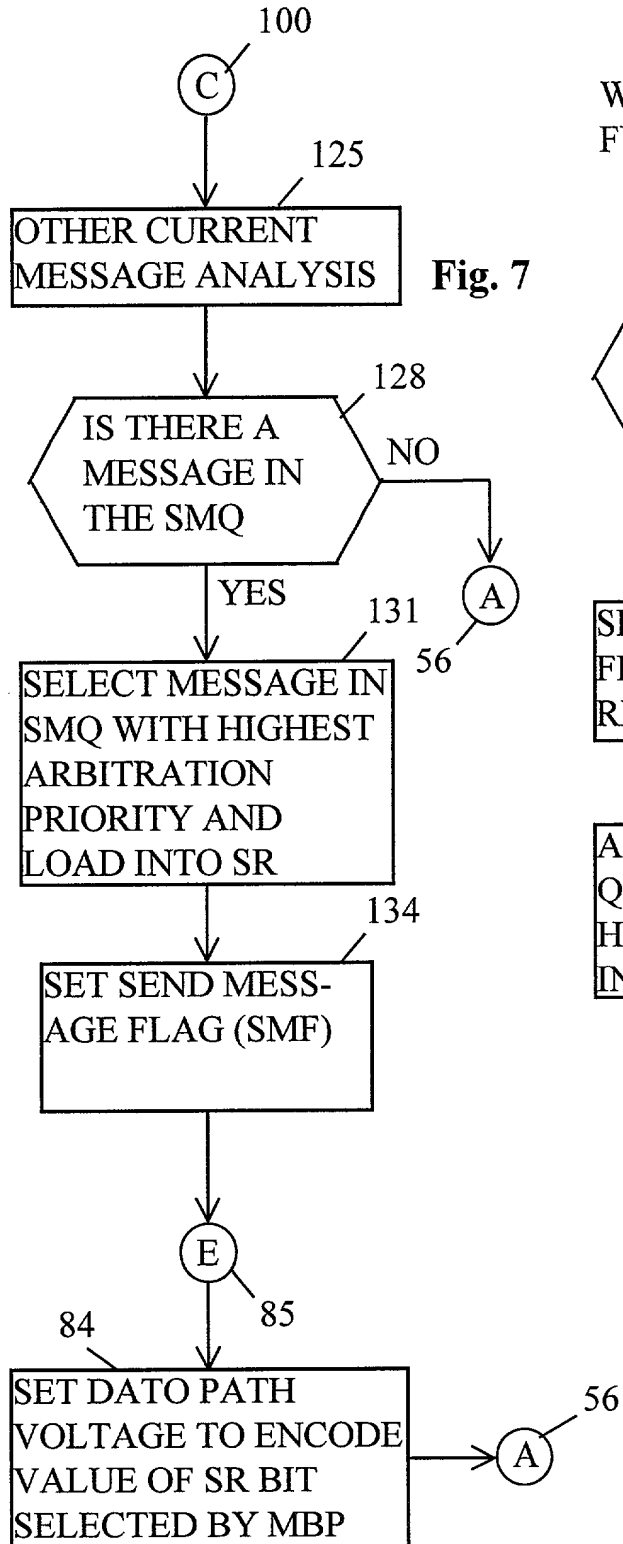 100
C
125
OTHER CURRENT
MESSAGE ANALYSIS
Fig. 7
128
IS THERE A
MESSAGE IN
THE SMQ
NO
YES
A
56
131
SELECT MESSAGE IN
SMQ WITH HIGHEST
ARBITRATION
PRIORITY AND
LOAD INTO SR
134
SET SEND MESS-
AGE FLAG (SMF)
E
85
84
SET DATO PATH
VOLTAGE TO ENCODE
VALUE OF SR BIT
SELECTED BY MBP
A
56